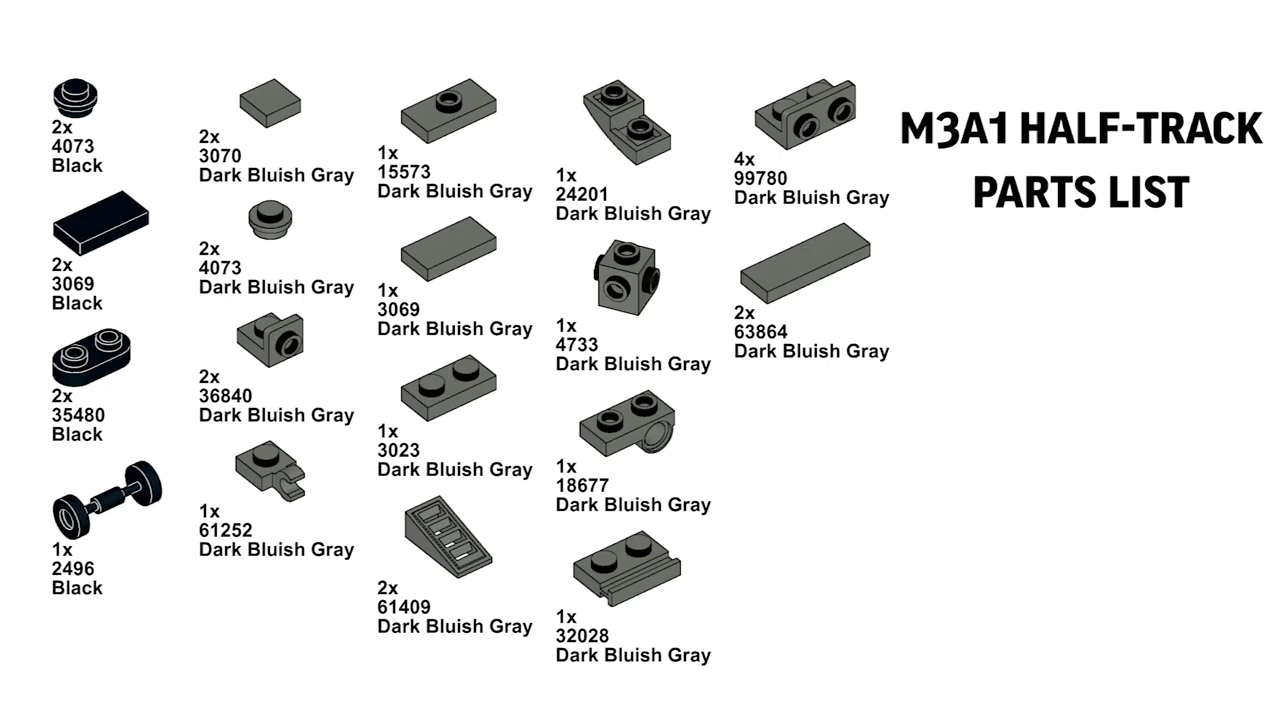 M3A1 HALF-TRACK
PARTS LIST
2x
4073
Black
2x
3069
Black
2x
35480
Black
1x
2496
Black
2x
3070
Dark Bluish Gray
2x
4073
Dark Bluish Gray
2x
36840
Dark Bluish Gray
1x
61252
Dark Bluish Gray
1x
15573
Dark Bluish Gray
1x
3069
Dark Bluish Gray
1x
3023
Dark Bluish Gray
2x
61409
Dark Bluish Gray
1x
24201
Dark Bluish Gray
1x
4733
Dark Bluish Gray
1x
18677
Dark Bluish Gray
1x
32028
Dark Bluish Gray
4x
99780
Dark Bluish Gray
2x
63864
Dark Bluish Gray